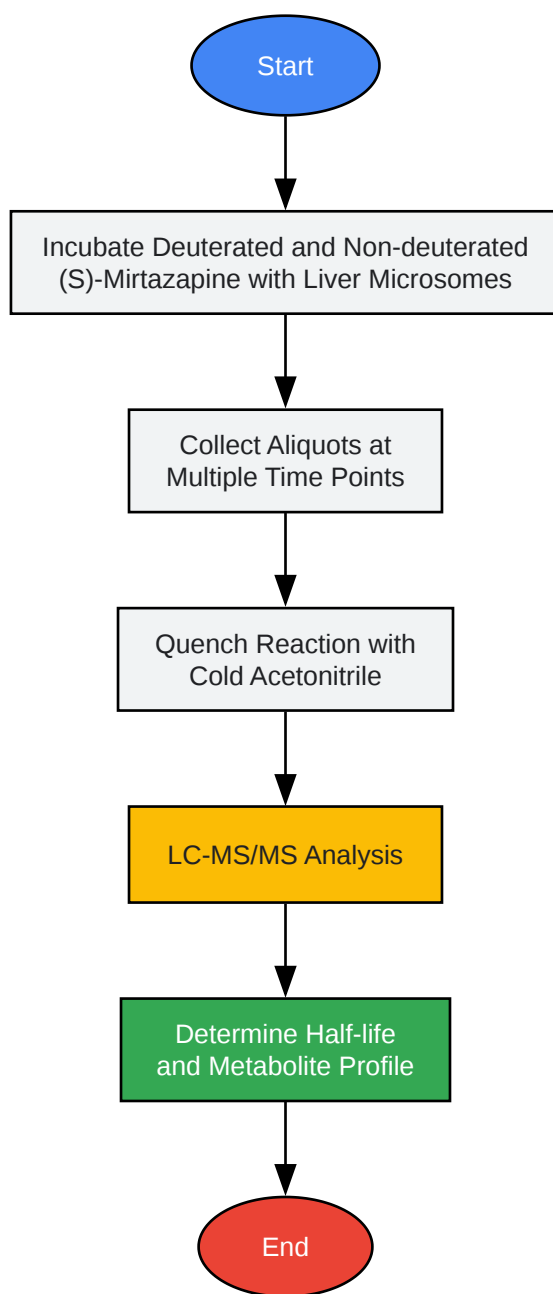 Start
Incubate Deuterated and Non-deuterated
(S)-Mirtazapine with Liver Microsomes
Collect Aliquots at
Multiple Time Points
Quench Reaction with
Cold Acetonitrile
LC-MS/MS Analysis
Determine Half-life
and Metabolite Profile
End